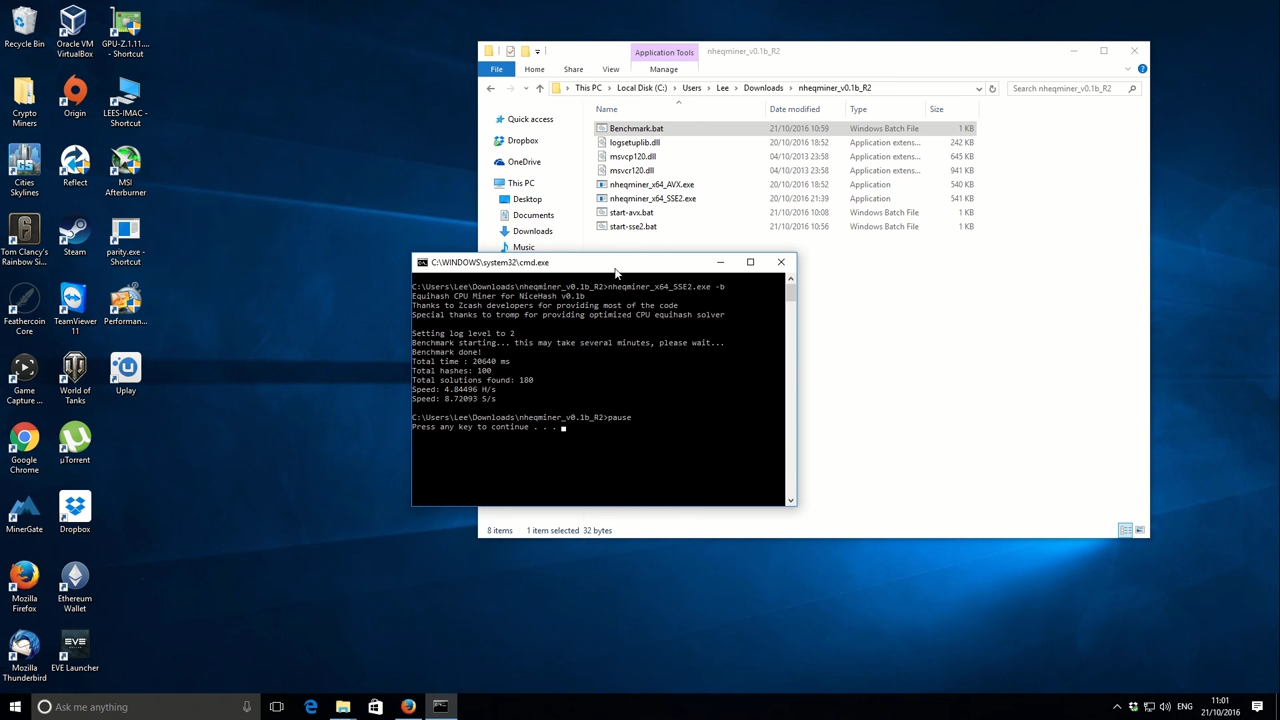 Recycle Bin
Oracle VM VirtualBox
GPU-Z.1.11.... - Shortcut
Crypto Miners
Origin
LEES-IMAC - Shortcut
Cities Skylines
Reflect
MSI Afterburner
Tom Clancy's Rainbow Si...
Steam
parity.exe - Shortcut
Feathercoin Core
TeamViewer 11
Performan...
Game Capture ...
World of Tanks
Uplay
Google Chrome
µTorrent
MinerGate
Dropbox
Mozilla Firefox
Ethereum Wallet
Mozilla Thunderbird
EVE
EVE Launcher
Application Tools
nheqminer_v0.1b_R2
File Home Share View Manage
This PC Local Disk (C:) Users Lee Downloads nheqminer_v0.1b_R2
Search nheqminer_v0.1b_R2
Name Date modified Type Size
Quick access
Dropbox
OneDrive
This PC
Desktop
Documents
Downloads
Music
Benchmark.bat 21/10/2016 10:59 Windows Batch File 1 KB
logsetuplib.dll 20/10/2016 18:52 Application extens... 242 KB
msvcp120.dll 04/10/2013 23:58 Application extens... 645 KB
msvcr120.dll 04/10/2013 23:58 Application extens... 941 KB
nheqminer_x64_AVX.exe 20/10/2016 18:52 Application 540 KB
nheqminer_x64_SSE2.exe 20/10/2016 21:39 Application 541 KB
start-avx.bat 21/10/2016 10:08 Windows Batch File 1 KB
start-sse2.bat 21/10/2016 10:56 Windows Batch File 1 KB
C:\WINDOWS\system32\cmd.exe
C:\Users\Lee\Downloads\nheqminer_v0.1b_R2>nheqminer_x64_SSE2.exe -b
Equihash CPU Miner for NiceHash v0.1b
Thanks to Zcash developers for providing most of the code
Special thanks to tromp for providing optimized CPU equihash solver
Setting log level to 2
Benchmark starting... this may take several minutes, please wait...
Benchmark done!
Total time : 20640 ms
Total hashes: 100
Total solutions found: 180
Speed: 4.84496 H/s
Speed: 8.72093 S/s
C:\Users\Lee\Downloads\nheqminer_v0.1b_R2>pause
Press any key to continue . . .
8 items 1 item selected 32 bytes
Ask me anything
ENG
11:01
21/10/2016